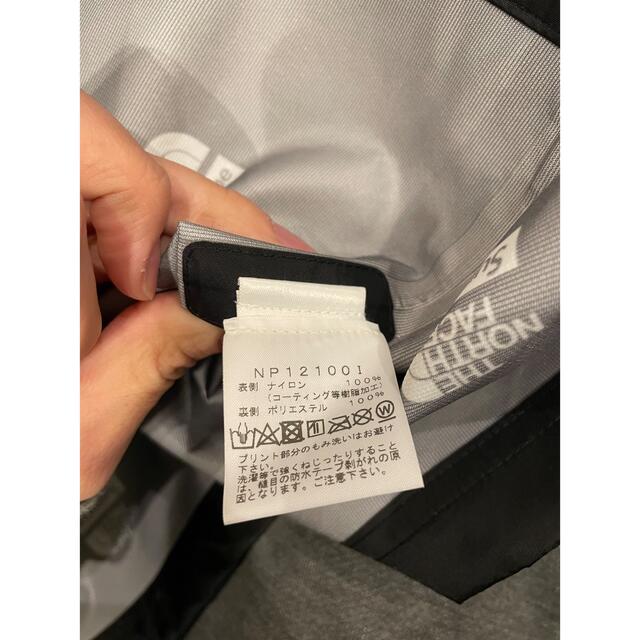 NP12100I
表側 ナイロン 100%
(コーティング等樹脂加工)
裏側 ポリエステル 100%
プリント部分のもみ洗いはお避け
下さい。
洗濯等で強くねじったりすること
は、縫目の防水テープ剥がれの原
因となります。ご注意下さい。
THE
NORTH
FACE